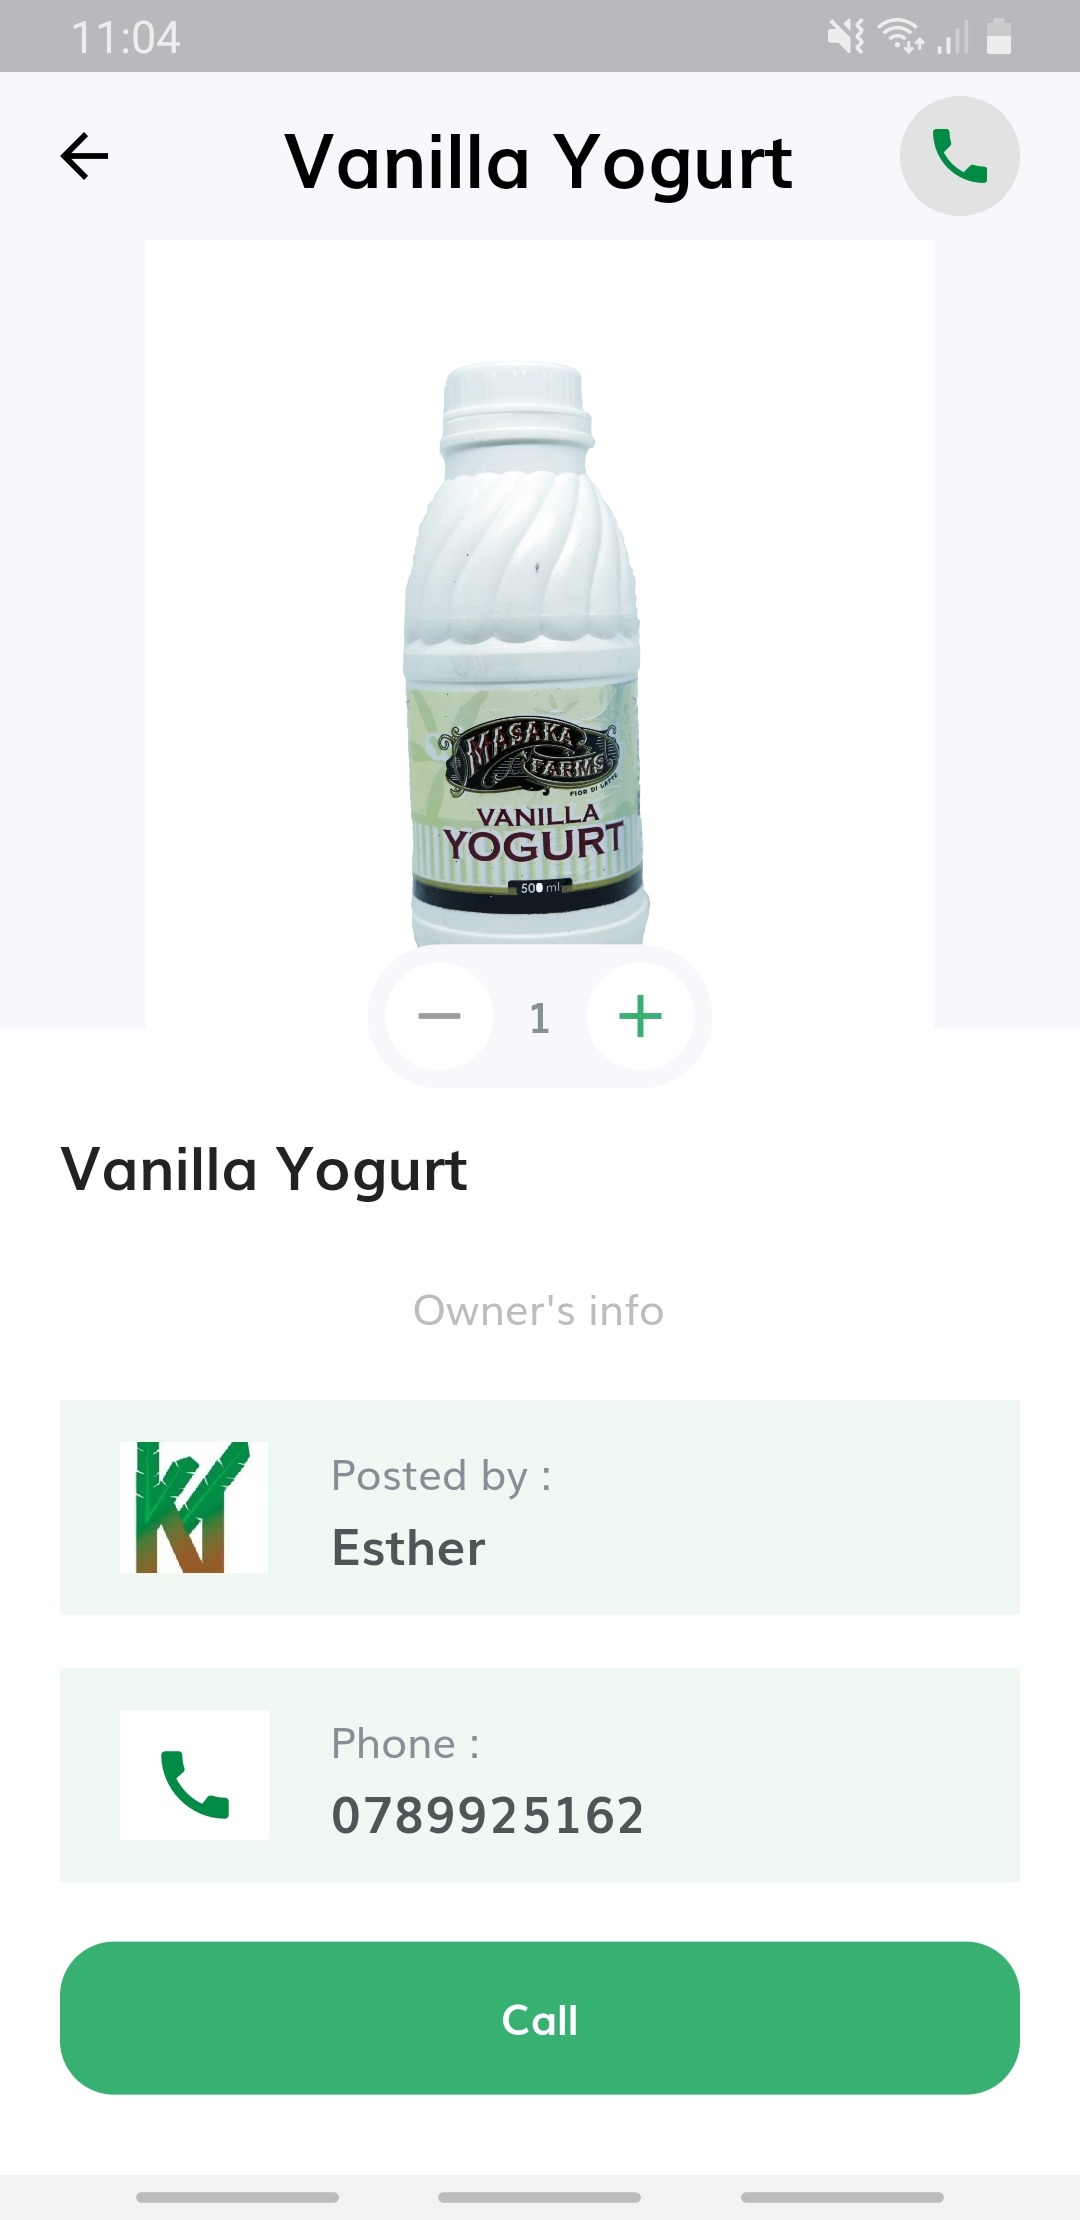 11:04
Vanilla Yogurt
MASAKA
FARMS
FIOR DI LATTE
VANILLA
YOGURT
500 ml
1
Vanilla Yogurt
Owner's info
Posted by :
Esther
Phone :
0789925162
Call